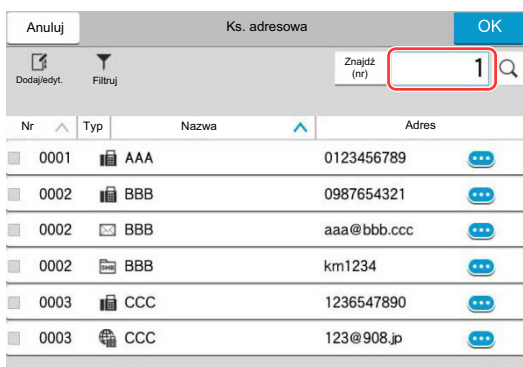 Anuluj Ks. adresowa OK
Dodaj/edyt. Filtruj Znajdź (nr) 1
Nr Typ Nazwa Adres
0001 AAA 0123456789
0002 BBB 0987654321
0002 BBB aaa@bbb.ccc
0002 SMB BBB km1234
0003 CCC 1236547890
0003 CCC 123@908.jp